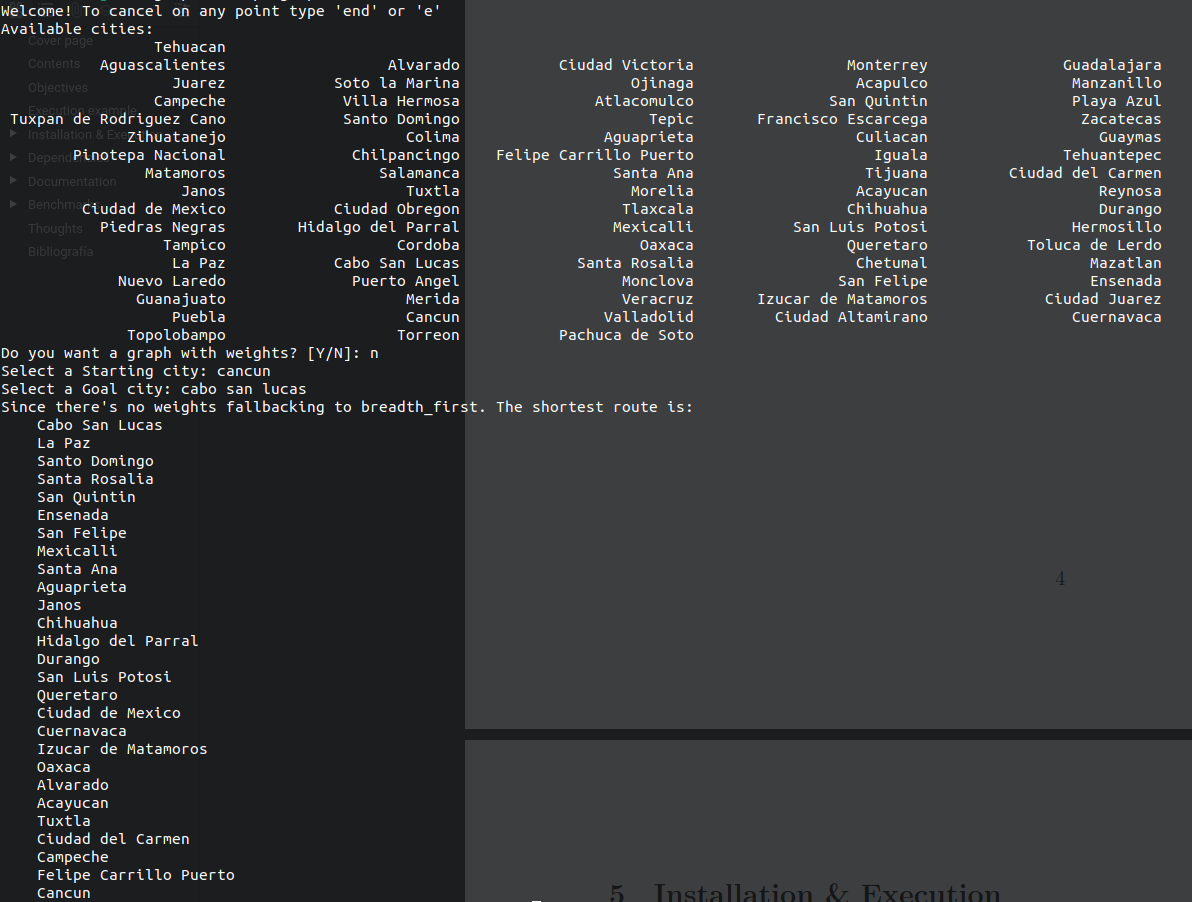 Welcome! To cancel on any point type 'end' or 'e'
Available cities:
Cover page
Tehuacan
Contents
Aguascalientes Alvarado Ciudad Victoria Monterrey Guadalajara
Objectives
Juarez Soto la Marina Ojinaga Acapulco Manzanillo
Execution example
Campeche Villa Hermosa Atlacomulco San Quintin Playa Azul
Tuxpan de Rodriguez Cano Santo Domingo Tepic Francisco Escarcega Zacatecas
Installation & Exe
Zihuatanejo Colima Aguaprieta Culiacan Guaymas
Pinotepa Nacional Chilpancingo Felipe Carrillo Puerto Iguala Tehuantepec
Matamoros Salamanca Santa Ana Tijuana Ciudad del Carmen
Documentation
Janos Tuxtla Morelia Acayucan Reynosa
Benchma
Ciudad de Mexico Ciudad Obregon Tlaxcala Chihuahua Durango
Thoughts
Piedras Negras Hidalgo del Parral Mexicalli San Luis Potosi Hermosillo
Bibliografía
Tampico Cordoba Oaxaca Queretaro Toluca de Lerdo
La Paz Cabo San Lucas Santa Rosalia Chetumal Mazatlan
Nuevo Laredo Puerto Angel Monclova San Felipe Ensenada
Guanajuato Merida Veracruz Izucar de Matamoros Ciudad Juarez
Puebla Cancun Valladolid Ciudad Altamirano Cuernavaca
Topolobampo Torreon Pachuca de Soto
Do you want a graph with weights? [Y/N]: n
Select a Starting city: cancun
Select a Goal city: cabo san lucas
Since there's no weights fallbacking to breadth_first. The shortest route is:
Cabo San Lucas
La Paz
Santo Domingo
Santa Rosalia
San Quintin
Ensenada
San Felipe
Mexicalli
Santa Ana
4
Aguaprieta
Janos
Chihuahua
Hidalgo del Parral
Durango
San Luis Potosi
Queretaro
Ciudad de Mexico
Cuernavaca
Izucar de Matamoros
Oaxaca
Alvarado
Acayucan
Tuxtla
Ciudad del Carmen
Campeche
Felipe Carrillo Puerto
Cancun
5 Installation & Execution